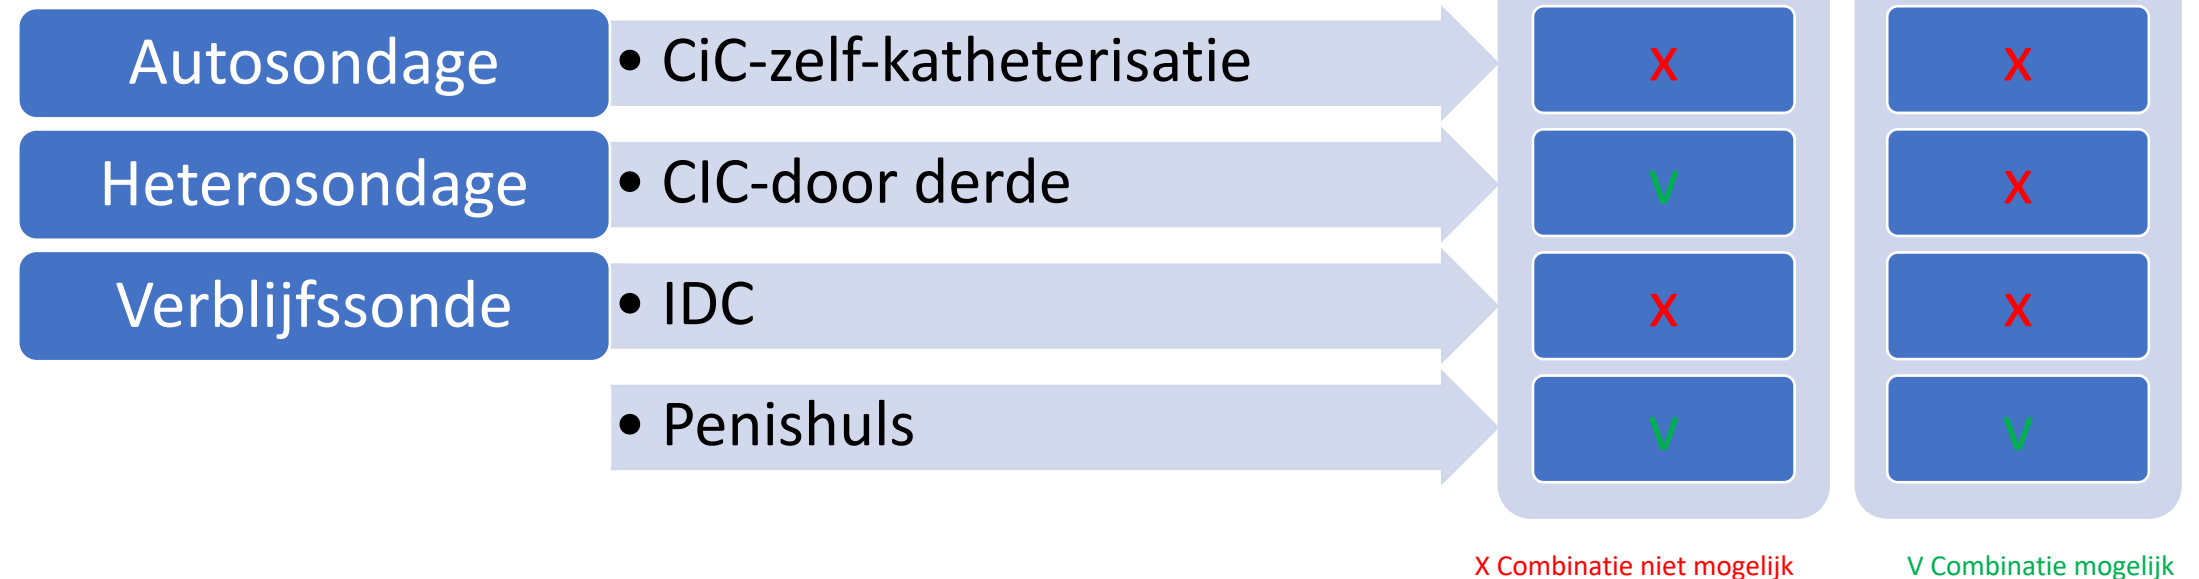 Autosondage • CiC-zelf-katheterisatie X X
Heterosondage • CIC-door derde V X
Verblijfssonde • IDC X X
• Penishuls V V
X Combinatie niet mogelijk V Combinatie mogelijk